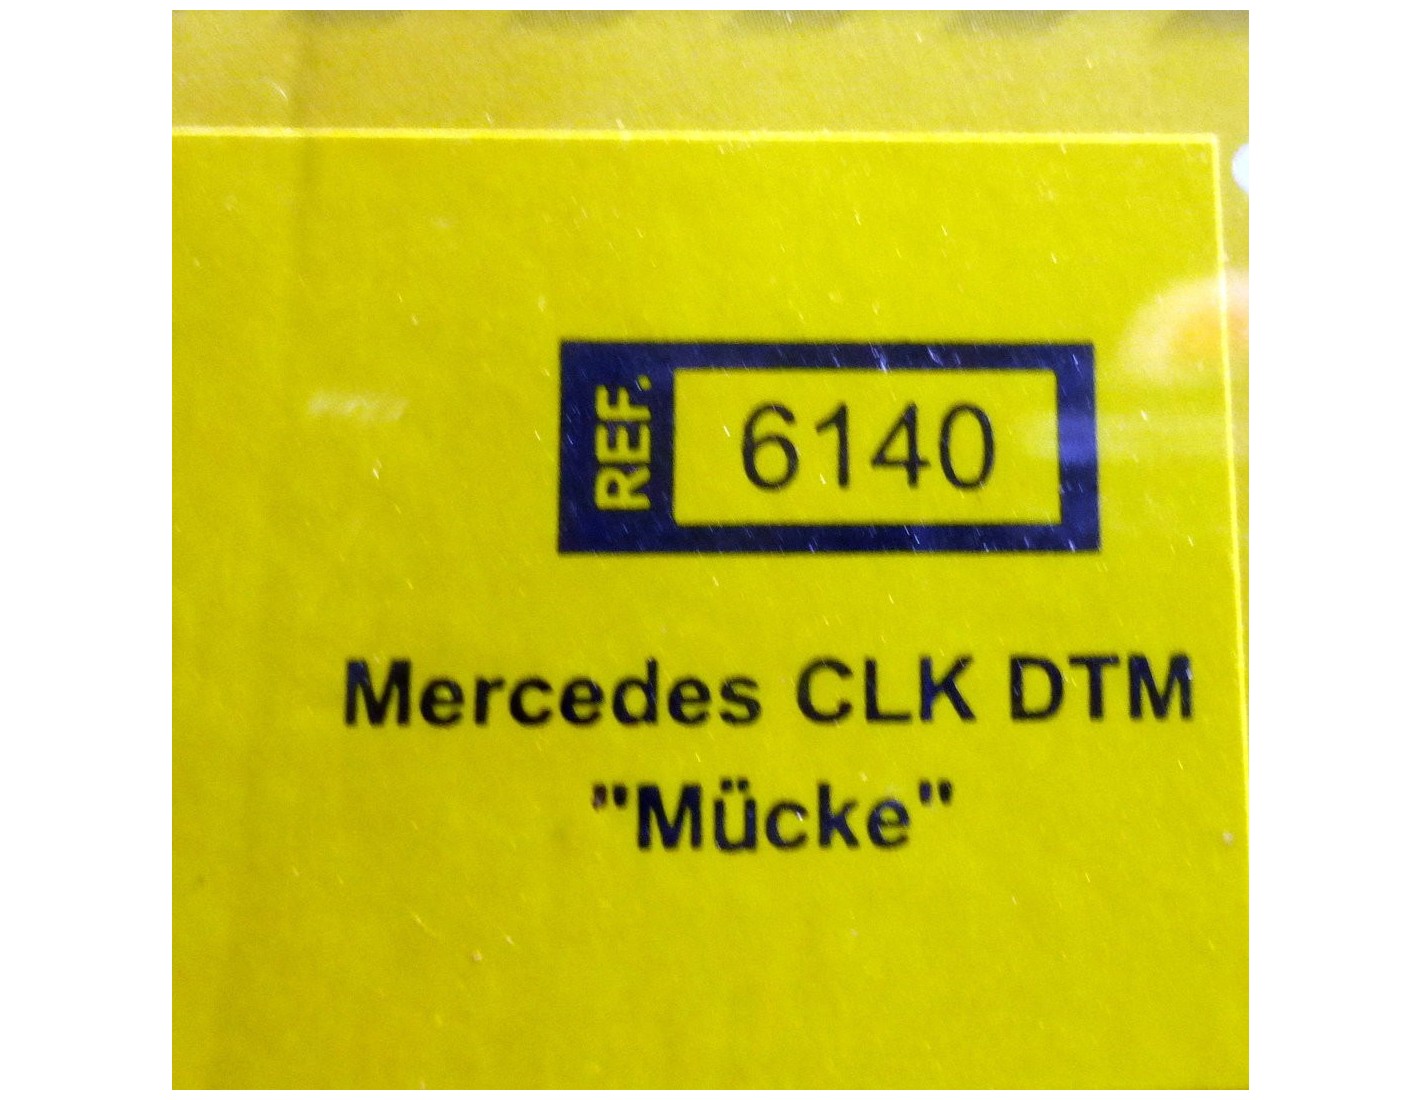 REF. 6140
Mercedes CLK DTM
"Mücke"